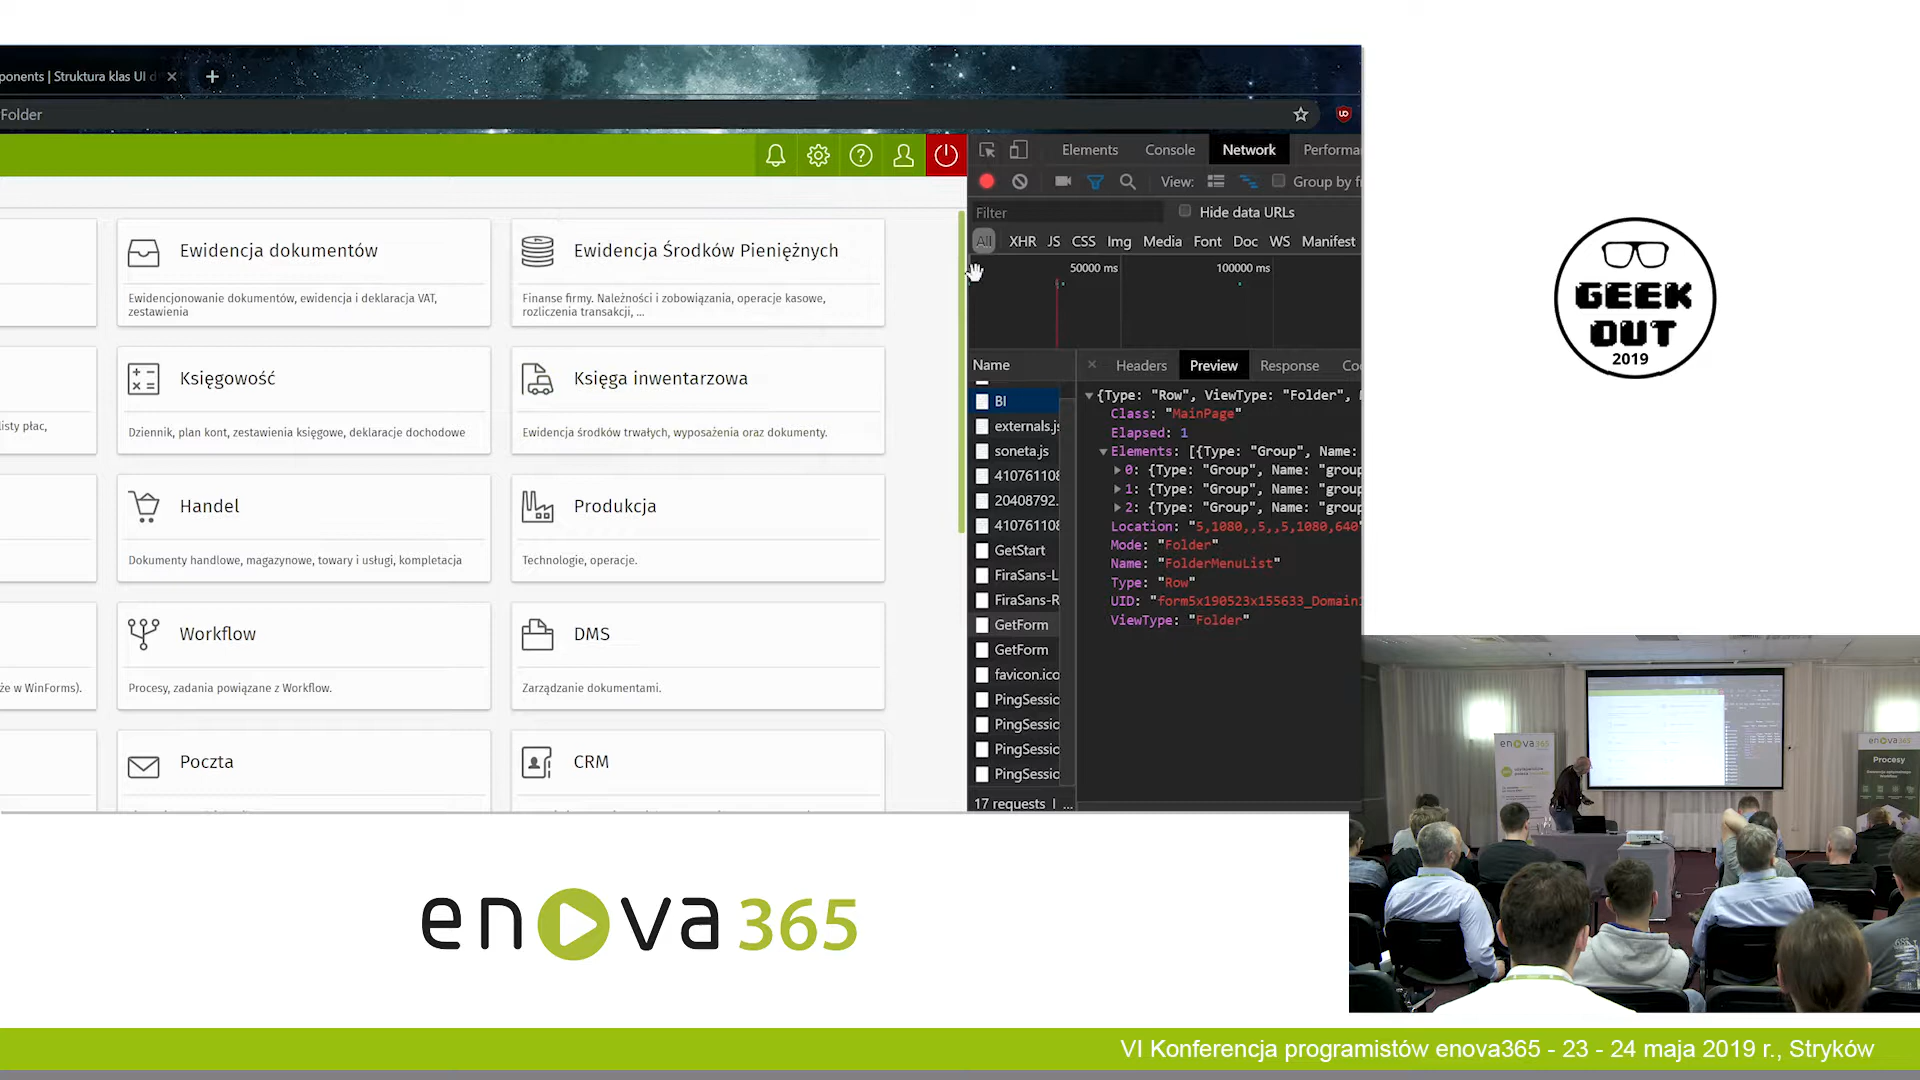 ponents | Struktura klas UI d
Folder
Ewidencja dokumentów
Ewidencjonowanie dokumentów, ewidencja i deklaracja VAT,
zestawienia
Ewidencja Środków Pieniężnych
Finanse firmy. Należności i zobowiązania, operacje kasowe,
rozliczenia transakcji, ...
listy płac,
Księgowość
Dziennik, plan kont, zestawienia księgowe, deklaracje dochodowe
Księga inwentarzowa
Ewidencja środków trwałych, wyposażenia oraz dokumenty.
Handel
Dokumenty handlowe, magazynowe, towary i usługi, kompletacja
Produkcja
Technologie, operacje.
że w WinForms).
Workflow
Procesy, zadania powiązane z Workflow.
DMS
Zarządzanie dokumentami.
Poczta
CRM
Elements Console Network Performa
View: Group by fr
Filter Hide data URLs
All XHR JS CSS Img Media Font Doc WS Manifest
50000 ms 100000 ms
Name
BI
externals.js
soneta.js
410761108
20408792.
410761108
GetStart
FiraSans-L
FiraSans-R
GetForm
GetForm
favicon.ico
PingSessio
PingSessio
PingSessio
PingSessio
17 requests | ...
Headers Preview Response Coo
{Type: "Row", ViewType: "Folder",
Class: "MainPage"
Elapsed: 1
Elements: [{Type: "Group", Name:
0: {Type: "Group", Name: "group
1: {Type: "Group", Name: "group
2: {Type: "Group", Name: "group
Location: "5,1080,,5,,5,1080,640"
Mode: "Folder"
Name: "FolderMenuList"
Type: "Row"
UID: "form5x190523x155633_Domain
ViewType: "Folder"
GEEK
OUT
2019
enova365
enova365
Procesy
enova 365
VI Konferencja programistów enova365 - 23 - 24 maja 2019 r., Stryków